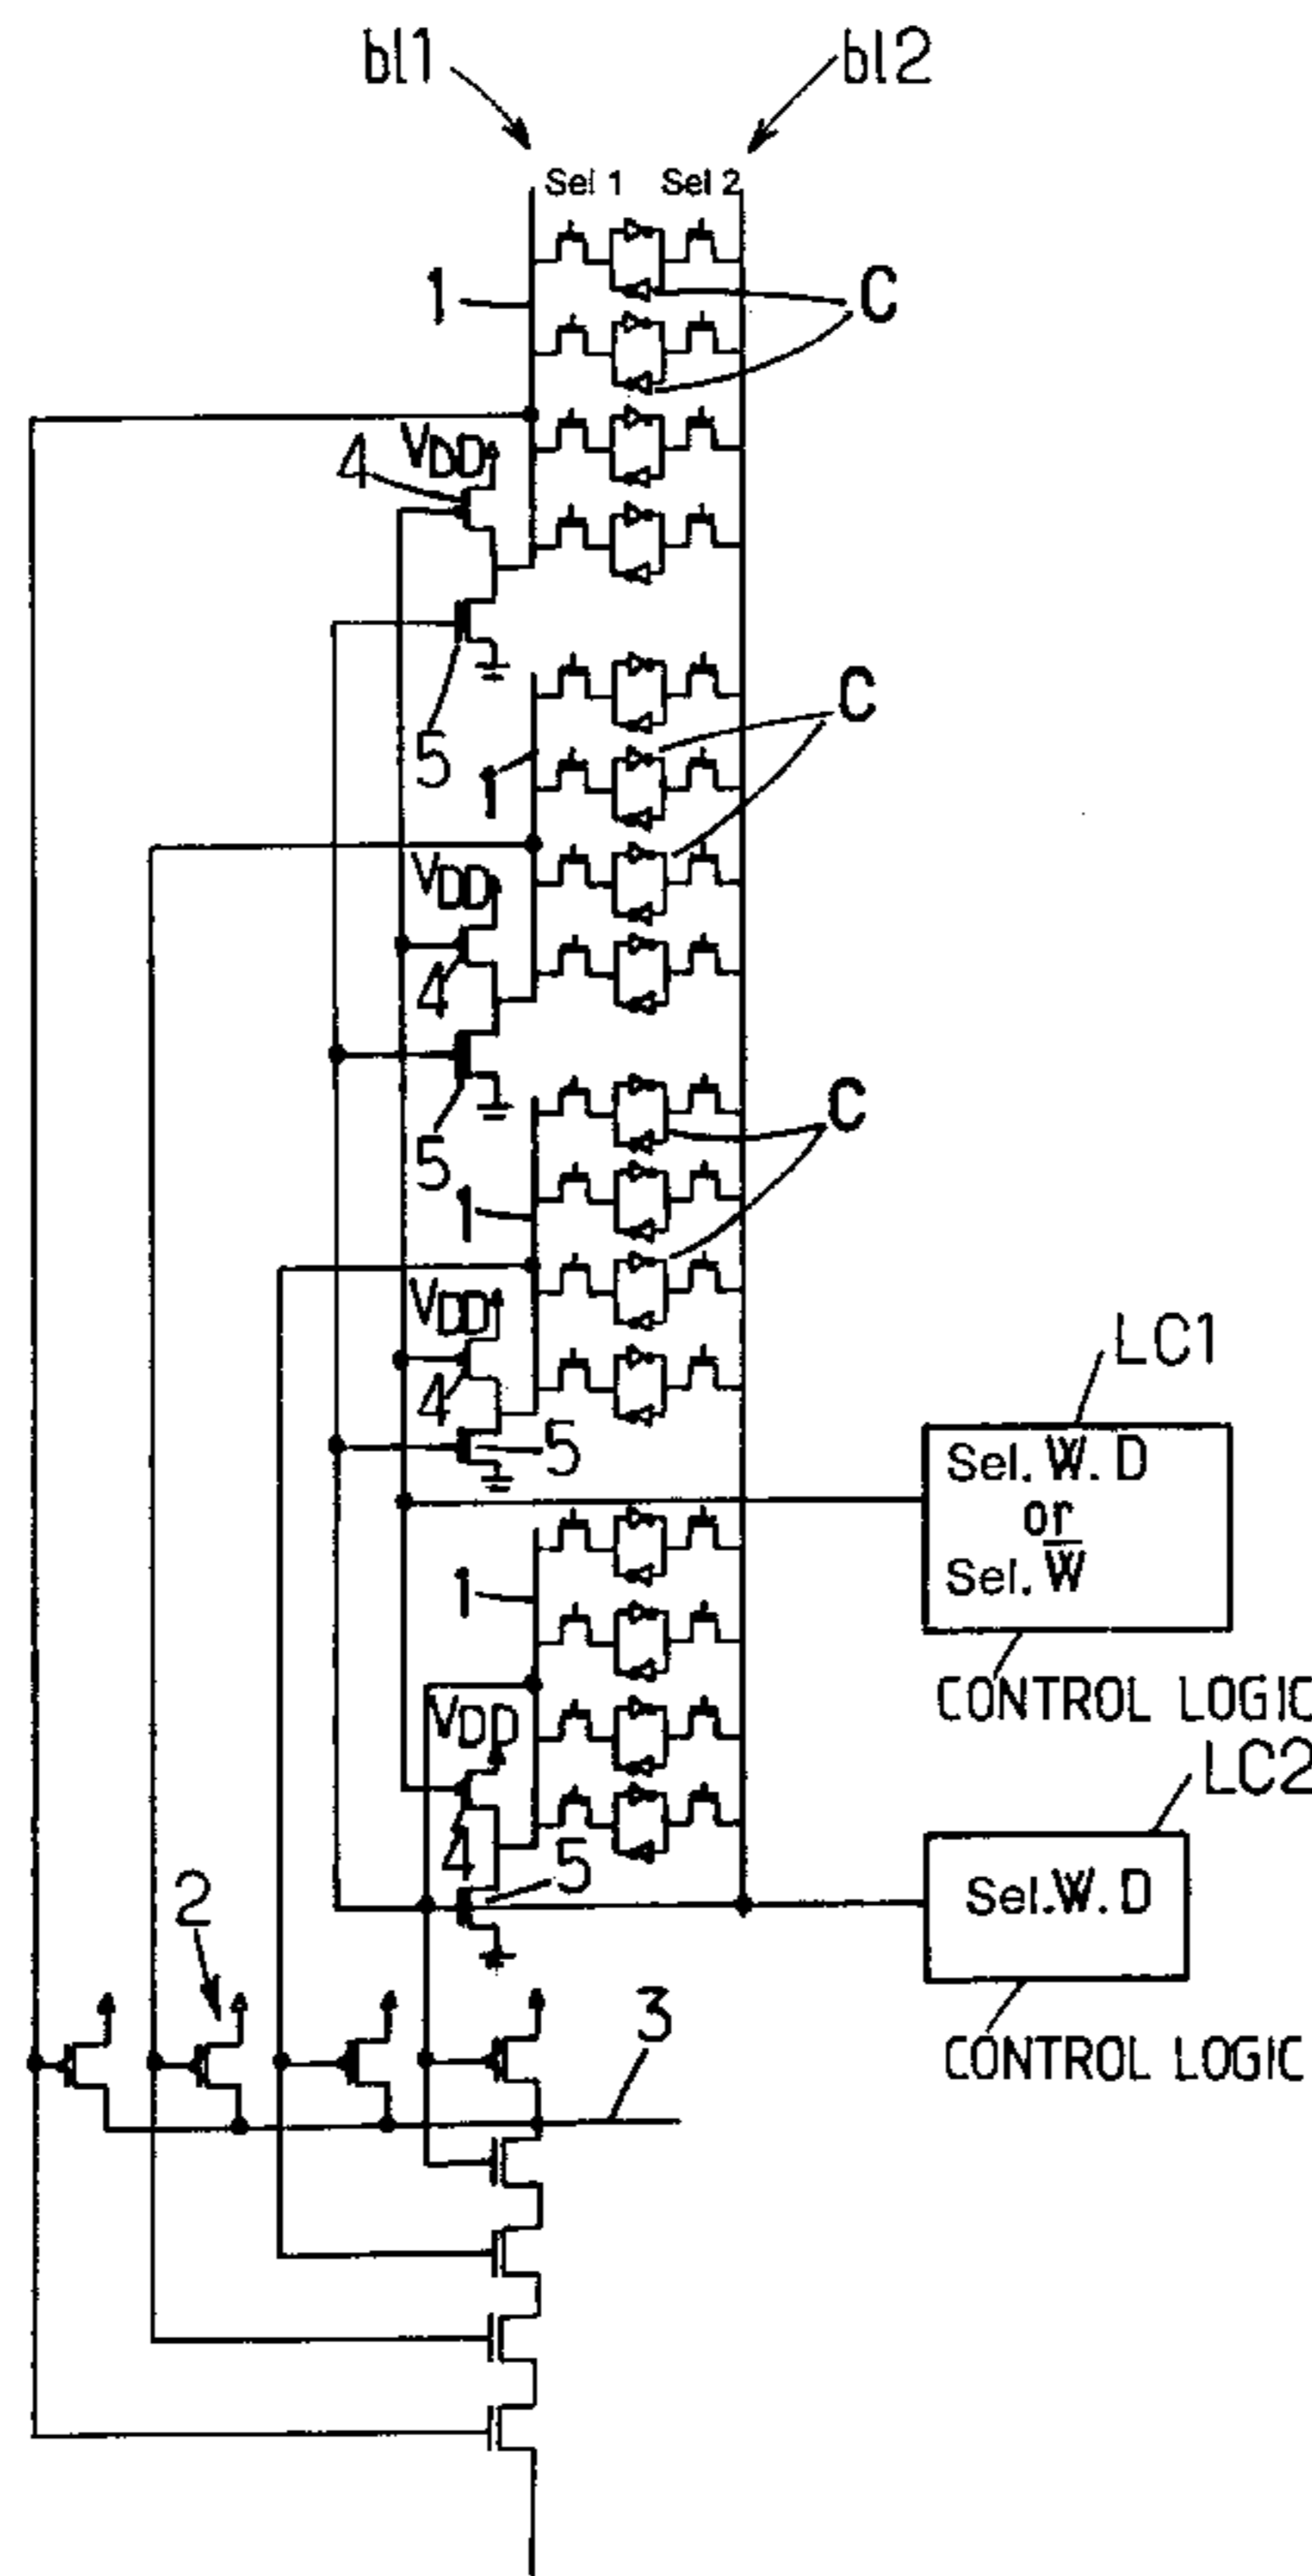 bl1 bl2
Sel 1 Sel 2
1 C
4 VDD
5
1 C
VDD
4
5
C
1
VDD
4
5
LC1
Sel. W. D
or
Sel. W̅
CONTROL LOGIC
1
VDD
4
5
LC2
Sel.W. D
CONTROL LOGIC
2
3